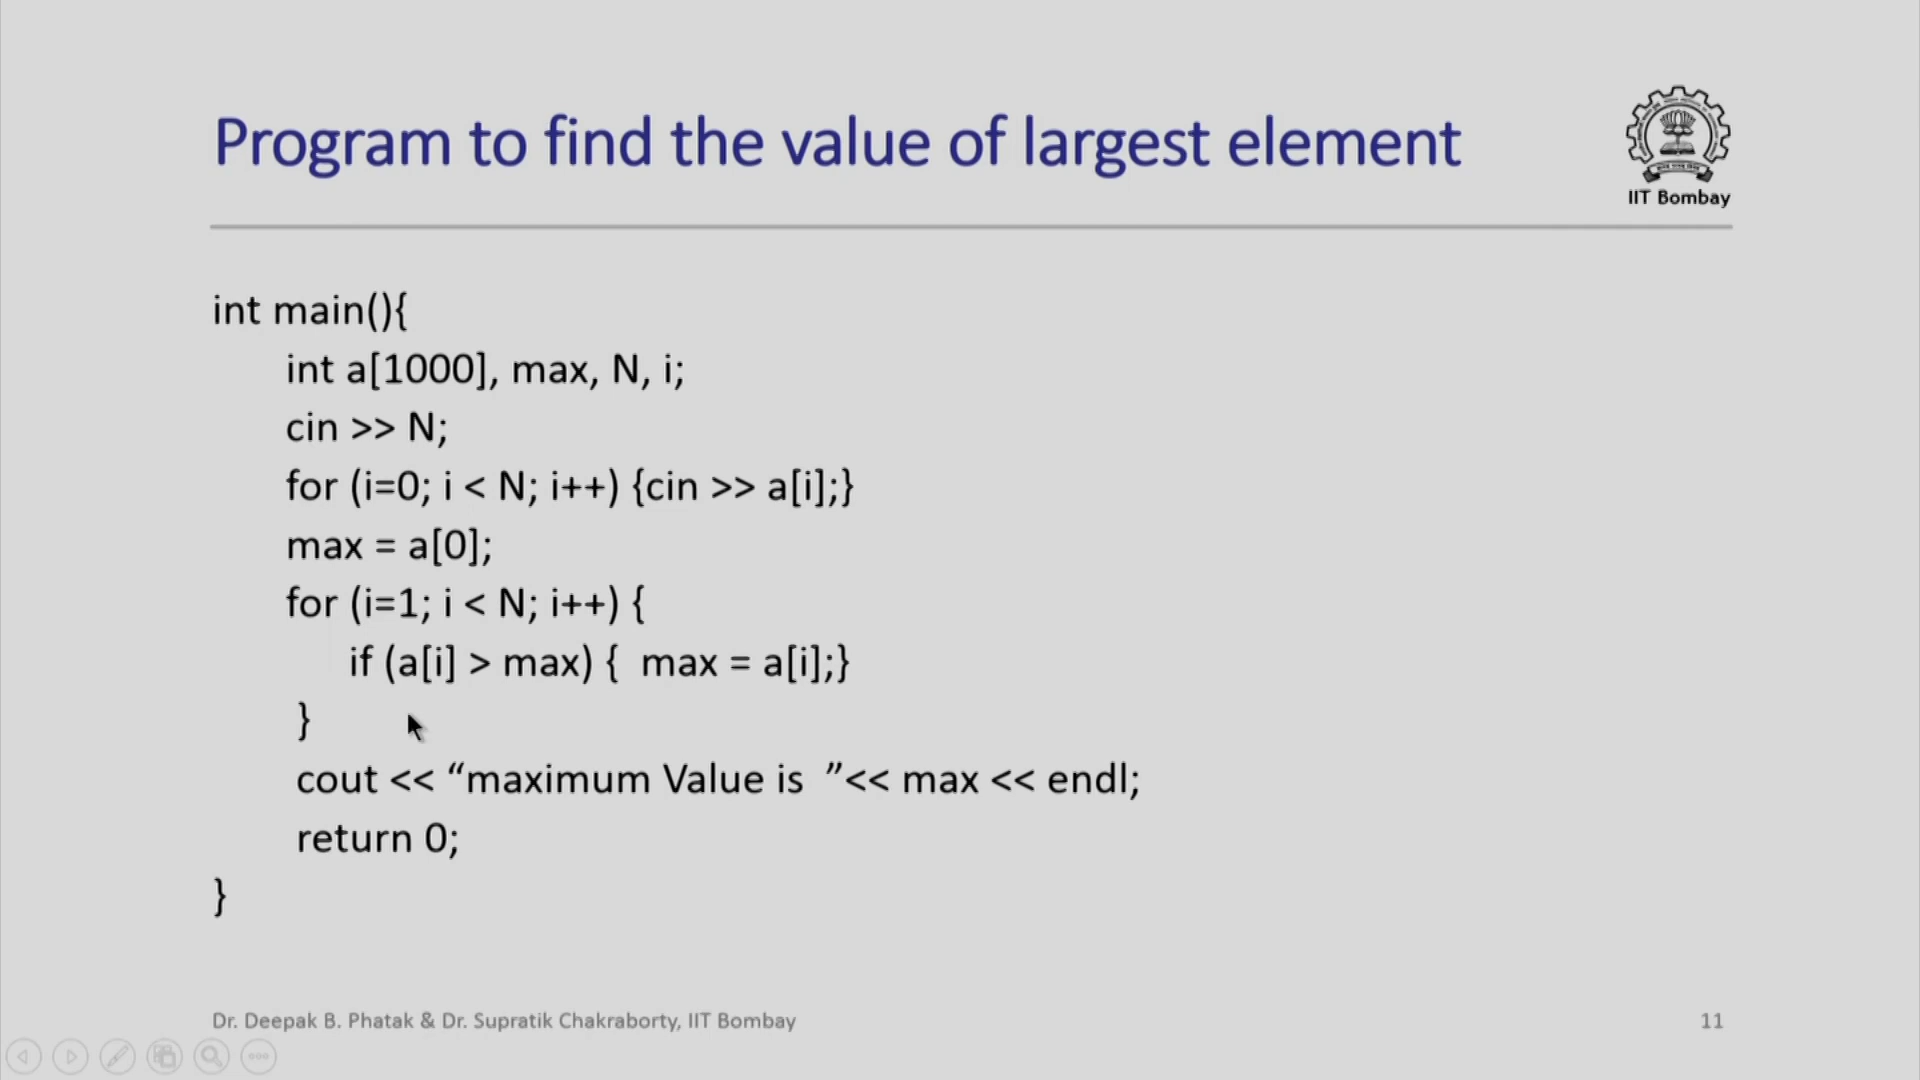 Program to find the value of largest element
IIT Bombay
int main(){
int a[1000], max, N, i;
cin >> N;
for (i=0; i < N; i++) {cin >> a[i];}
max = a[0];
for (i=1; i < N; i++) {
if (a[i] > max) {  max = a[i];}
}
cout << “maximum Value is  ”<< max << endl;
return 0;
}
Dr. Deepak B. Phatak & Dr. Supratik Chakraborty, IIT Bombay
11